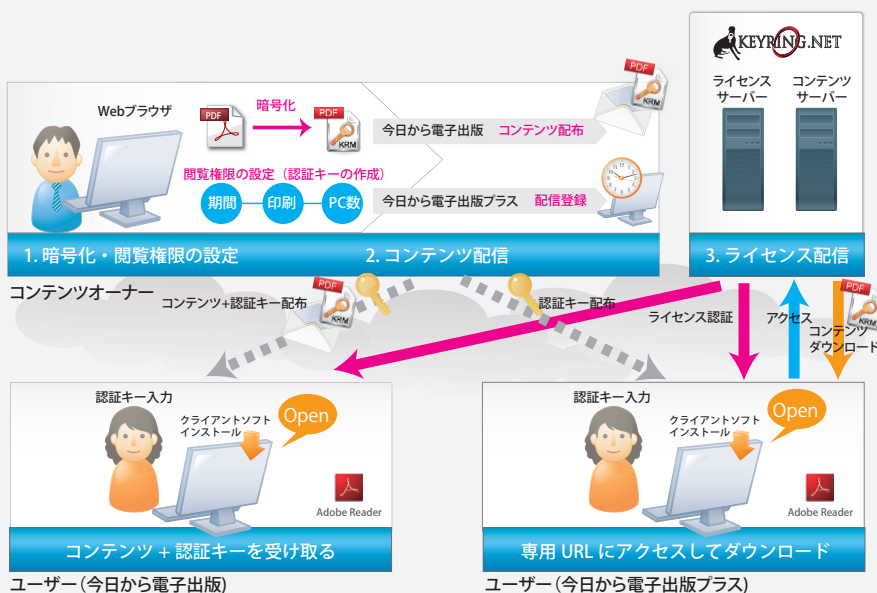 KEYRING.NET
ライセンス
サーバー
コンテンツ
サーバー
Webブラウザ
PDF
暗号化
PDF
KRM
今日から電子出版 コンテンツ配布
PDF
KRM
閲覧権限の設定（認証キーの作成）
期間
印刷
PC数
今日から電子出版プラス 配信登録
1. 暗号化・閲覧権限の設定
2. コンテンツ配信
3. ライセンス配信
コンテンツオーナー
コンテンツ+認証キー配布
PDF
KRM
認証キー配布
ライセンス認証
アクセス
PDF
KRM
コンテンツ
ダウンロード
認証キー入力
クライアントソフト
インストール
Open
Adobe Reader
コンテンツ + 認証キーを受け取る
ユーザー（今日から電子出版)
認証キー入力
クライアントソフト
インストール
Open
Adobe Reader
専用 URL にアクセスしてダウンロード
ユーザー（今日から電子出版プラス)